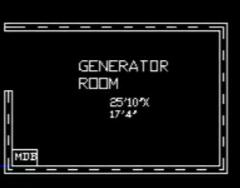 GENERATOR
ROOM
25'10"X
17'4"
MDB